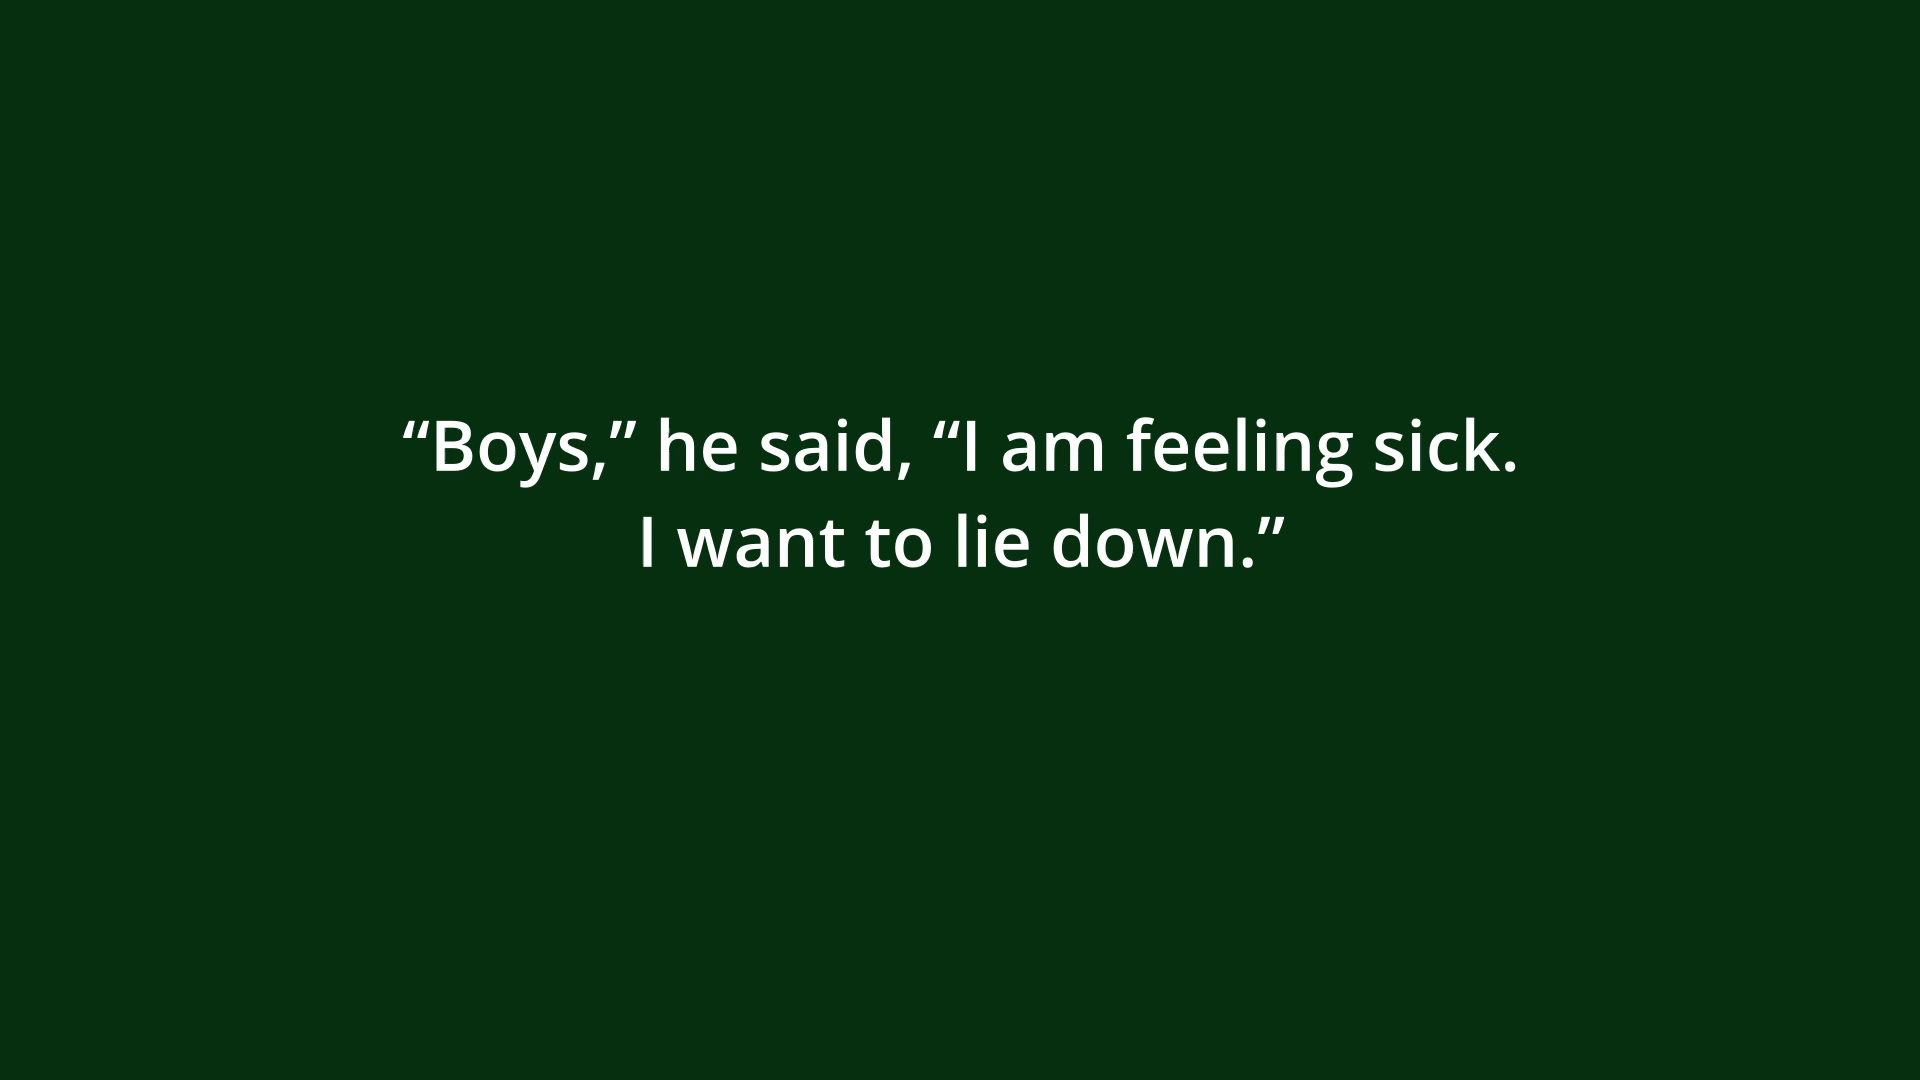 “Boys,” he said, “I am feeling sick.
I want to lie down.”